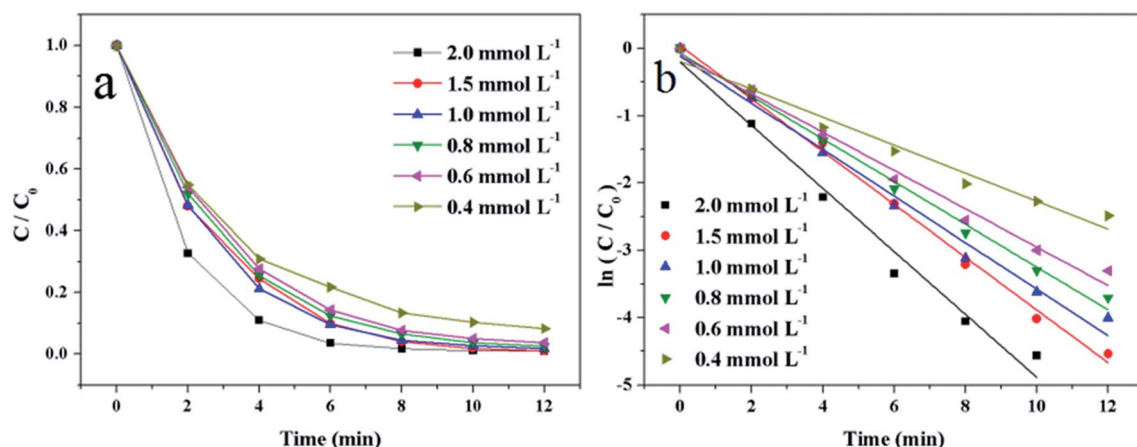 a
C / C₀
1.0
0.8
0.6
0.4
0.2
0.0
2.0 mmol L⁻¹
1.5 mmol L⁻¹
1.0 mmol L⁻¹
0.8 mmol L⁻¹
0.6 mmol L⁻¹
0.4 mmol L⁻¹
0 2 4 6 8 10 12
Time (min)
b
ln ( C / C₀ )
0
-1
-2
-3
-4
-5
2.0 mmol L⁻¹
1.5 mmol L⁻¹
1.0 mmol L⁻¹
0.8 mmol L⁻¹
0.6 mmol L⁻¹
0.4 mmol L⁻¹
0 2 4 6 8 10 12
Time (min)